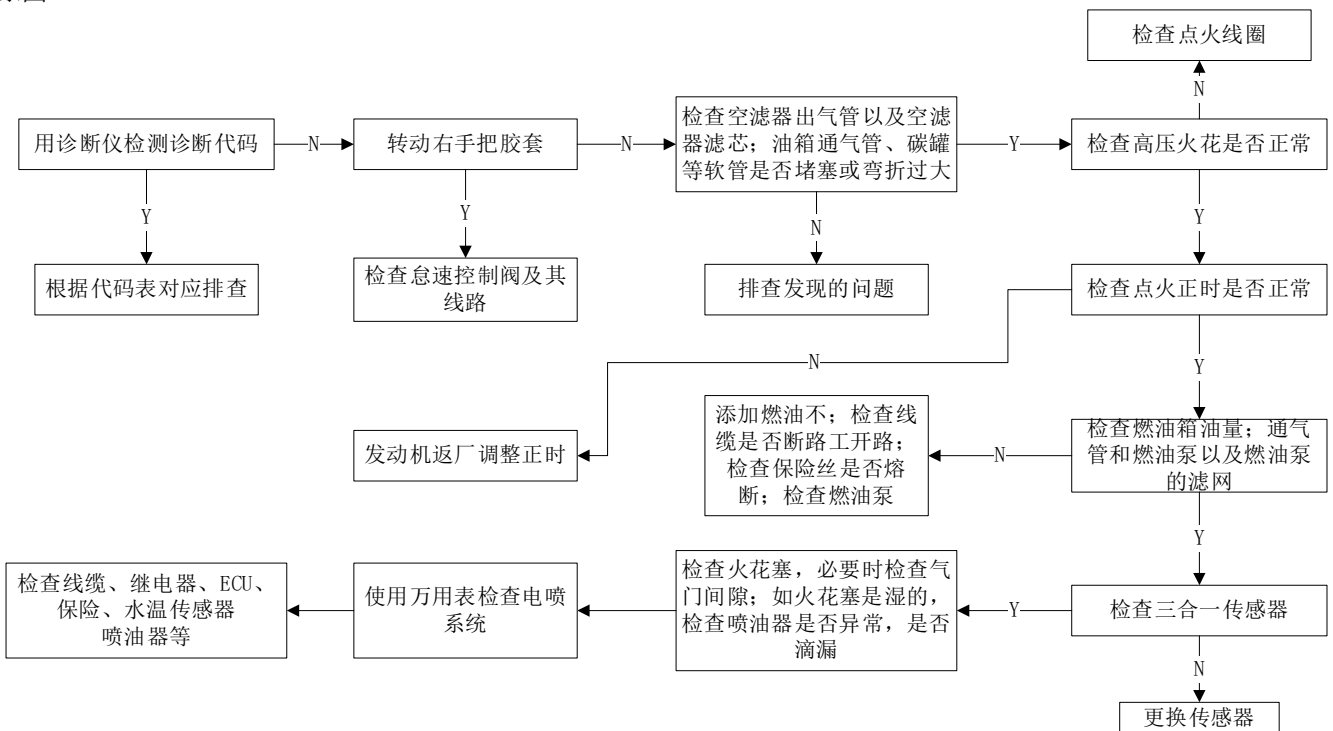 检查点火线圈
N
用诊断仪检测诊断代码
N
转动右手把胶套
N
检查空滤器出气管以及空滤
器滤芯；油箱通气管、碳罐
等软管是否堵塞或弯折过大
Y
检查高压火花是否正常
Y
Y
N
Y
根据代码表对应排查
检查怠速控制阀及其
线路
排查发现的问题
检查点火正时是否正常
N
Y
发动机返厂调整正时
添加燃油不；检查线
缆是否断路工开路；
检查保险丝是否熔
断；检查燃油泵
N
检查燃油箱油量；通气
管和燃油泵以及燃油泵
的滤网
Y
检查线缆、继电器、ECU、
保险、水温传感器
喷油器等
使用万用表检查电喷
系统
检查火花塞，必要时检查气
门间隙；如火花塞是湿的，
检查喷油器是否异常，是否
滴漏
Y
检查三合一传感器
N
更换传感器